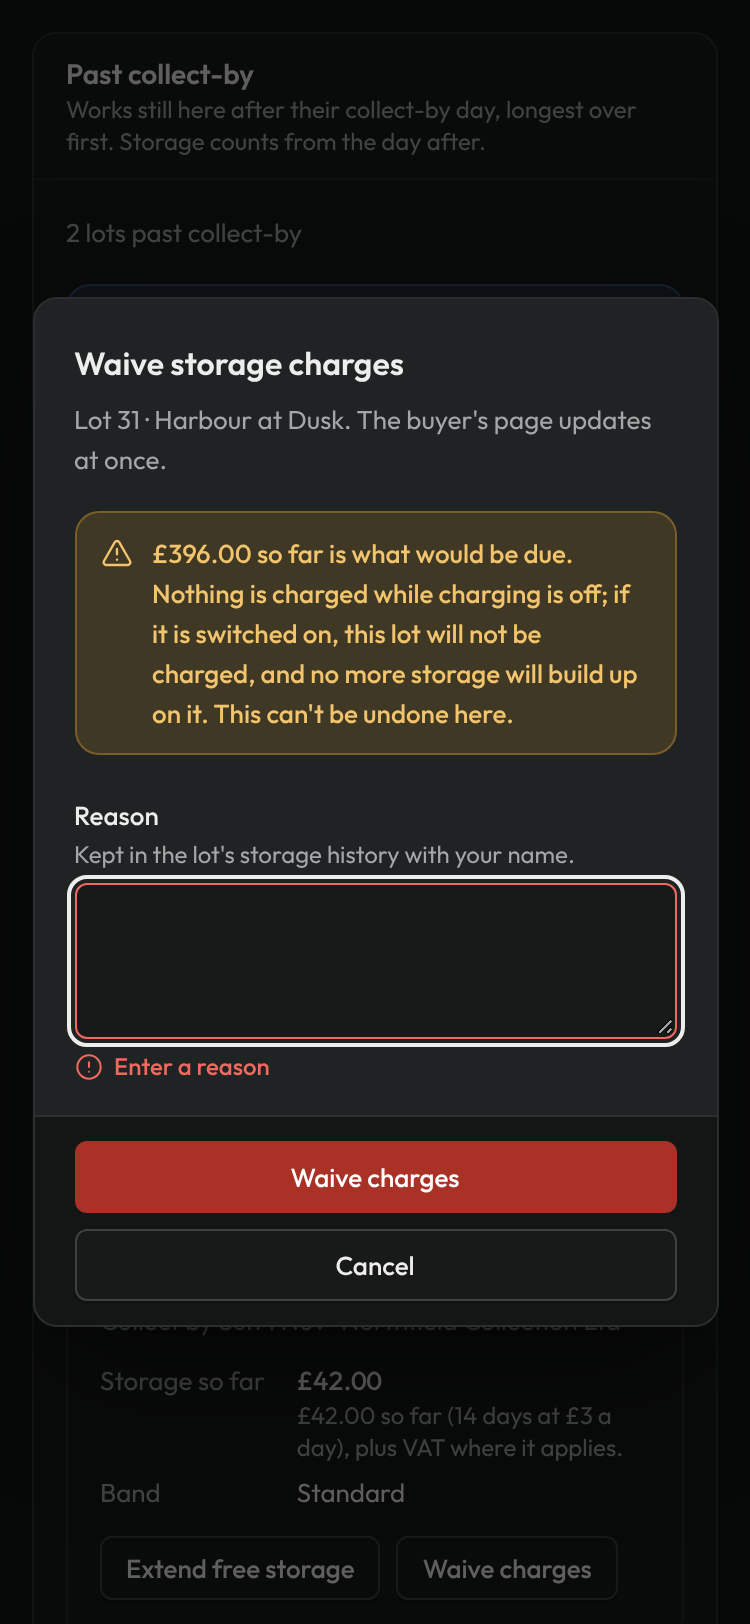 Past collect-by
Works still here after their collect-by day, longest over
first. Storage counts from the day after.
2 lots past collect-by
Waive storage charges
Lot 31 · Harbour at Dusk. The buyer's page updates
at once.
£396.00 so far is what would be due.
Nothing is charged while charging is off; if
it is switched on, this lot will not be
charged, and no more storage will build up
on it. This can't be undone here.
Reason
Kept in the lot's storage history with your name.
Enter a reason
Waive charges
Cancel
Storage so far
£42.00
£42.00 so far (14 days at £3 a
day), plus VAT where it applies.
Band
Standard
Extend free storage
Waive charges